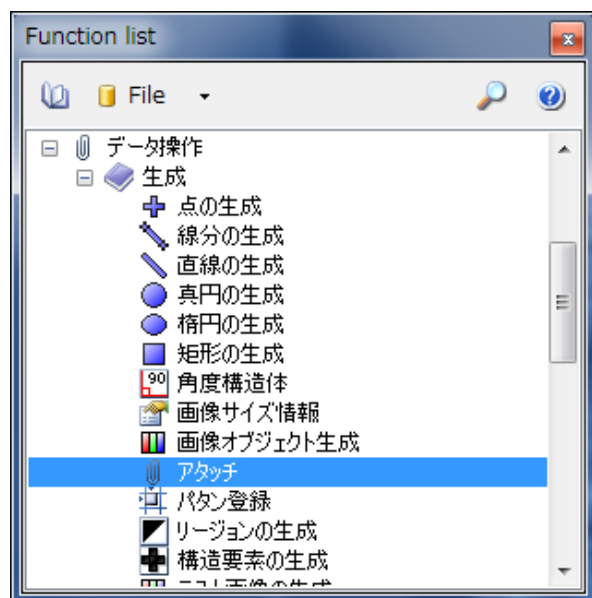 Function list
File
データ操作
生成
点の生成
線分の生成
直線の生成
真円の生成
楕円の生成
矩形の生成
90 角度構造体
画像サイズ情報
画像オブジェクト生成
アタッチ
パタン登録
リージョンの生成
構造要素の生成